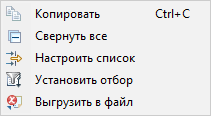 Копировать Ctrl+C
Свернуть все
Настроить список
Установить отбор
Выгрузить в файл